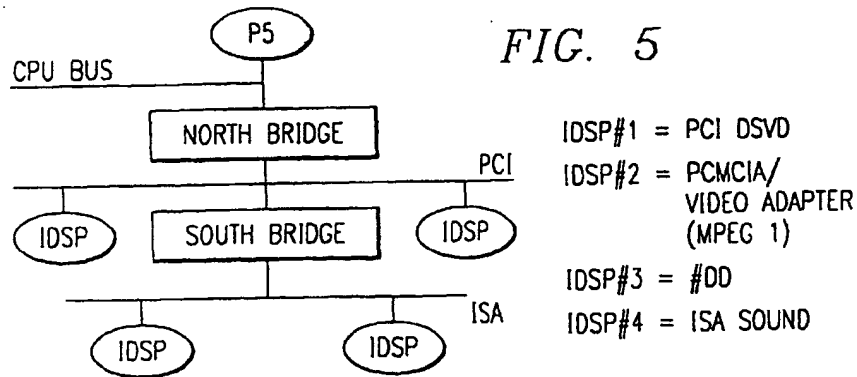 P5
FIG. 5
CPU BUS
NORTH BRIDGE
PCI
IDSP
SOUTH BRIDGE
IDSP
ISA
IDSP
IDSP
IDSP#1 = PCI DSVD
IDSP#2 = PCMCIA/
VIDEO ADAPTER
(MPEG 1)
IDSP#3 = #DD
IDSP#4 = ISA SOUND